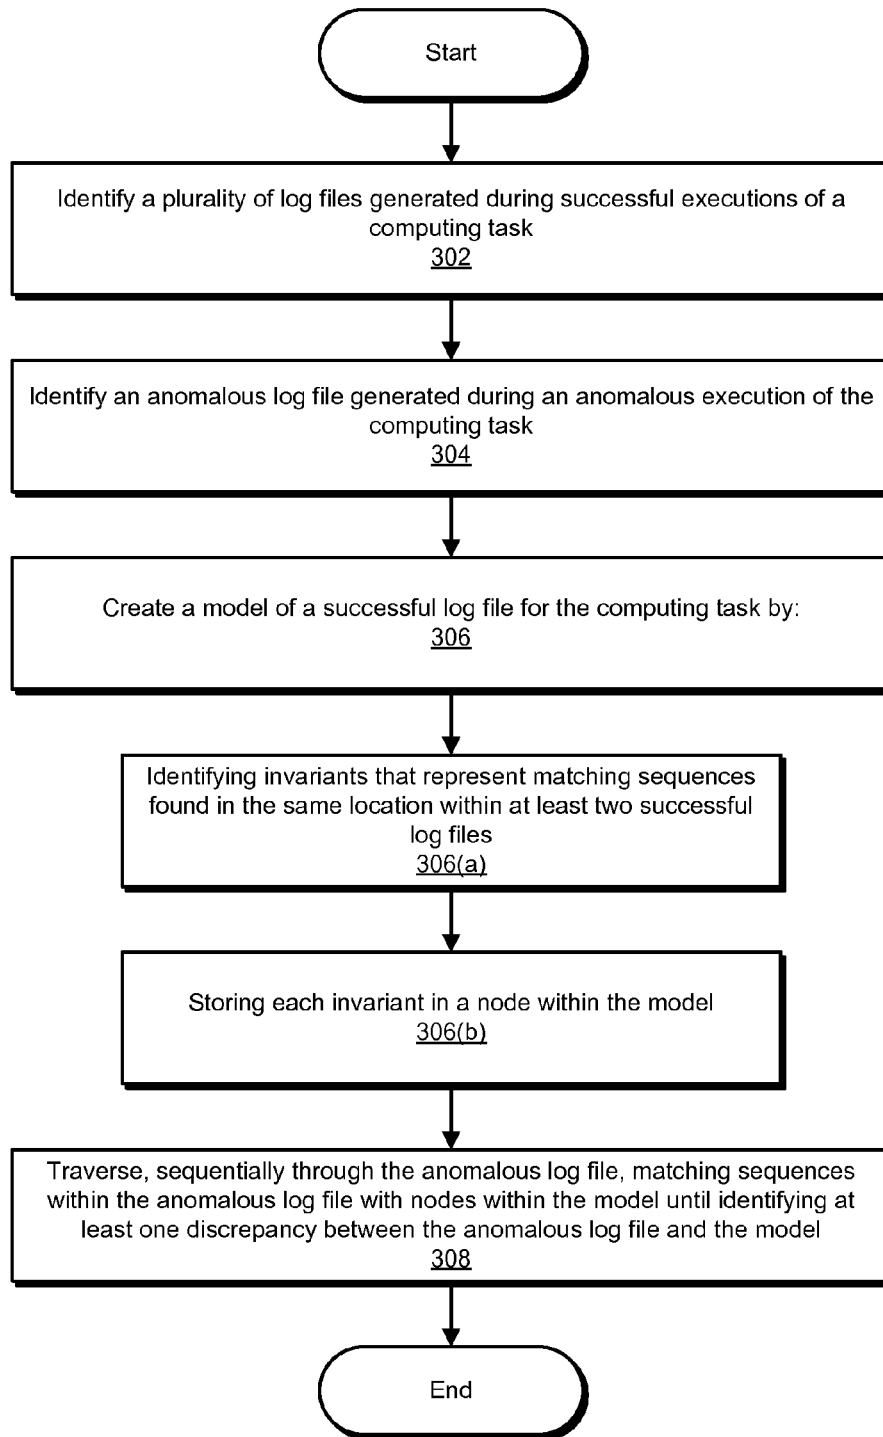 Start
Identify a plurality of log files generated during successful executions of a
computing task
302
Identify an anomalous log file generated during an anomalous execution of the
computing task
304
Create a model of a successful log file for the computing task by:
306
Identifying invariants that represent matching sequences
found in the same location within at least two successful
log files
306(a)
Storing each invariant in a node within the model
306(b)
Traverse, sequentially through the anomalous log file, matching sequences
within the anomalous log file with nodes within the model until identifying at
least one discrepancy between the anomalous log file and the model
308
End